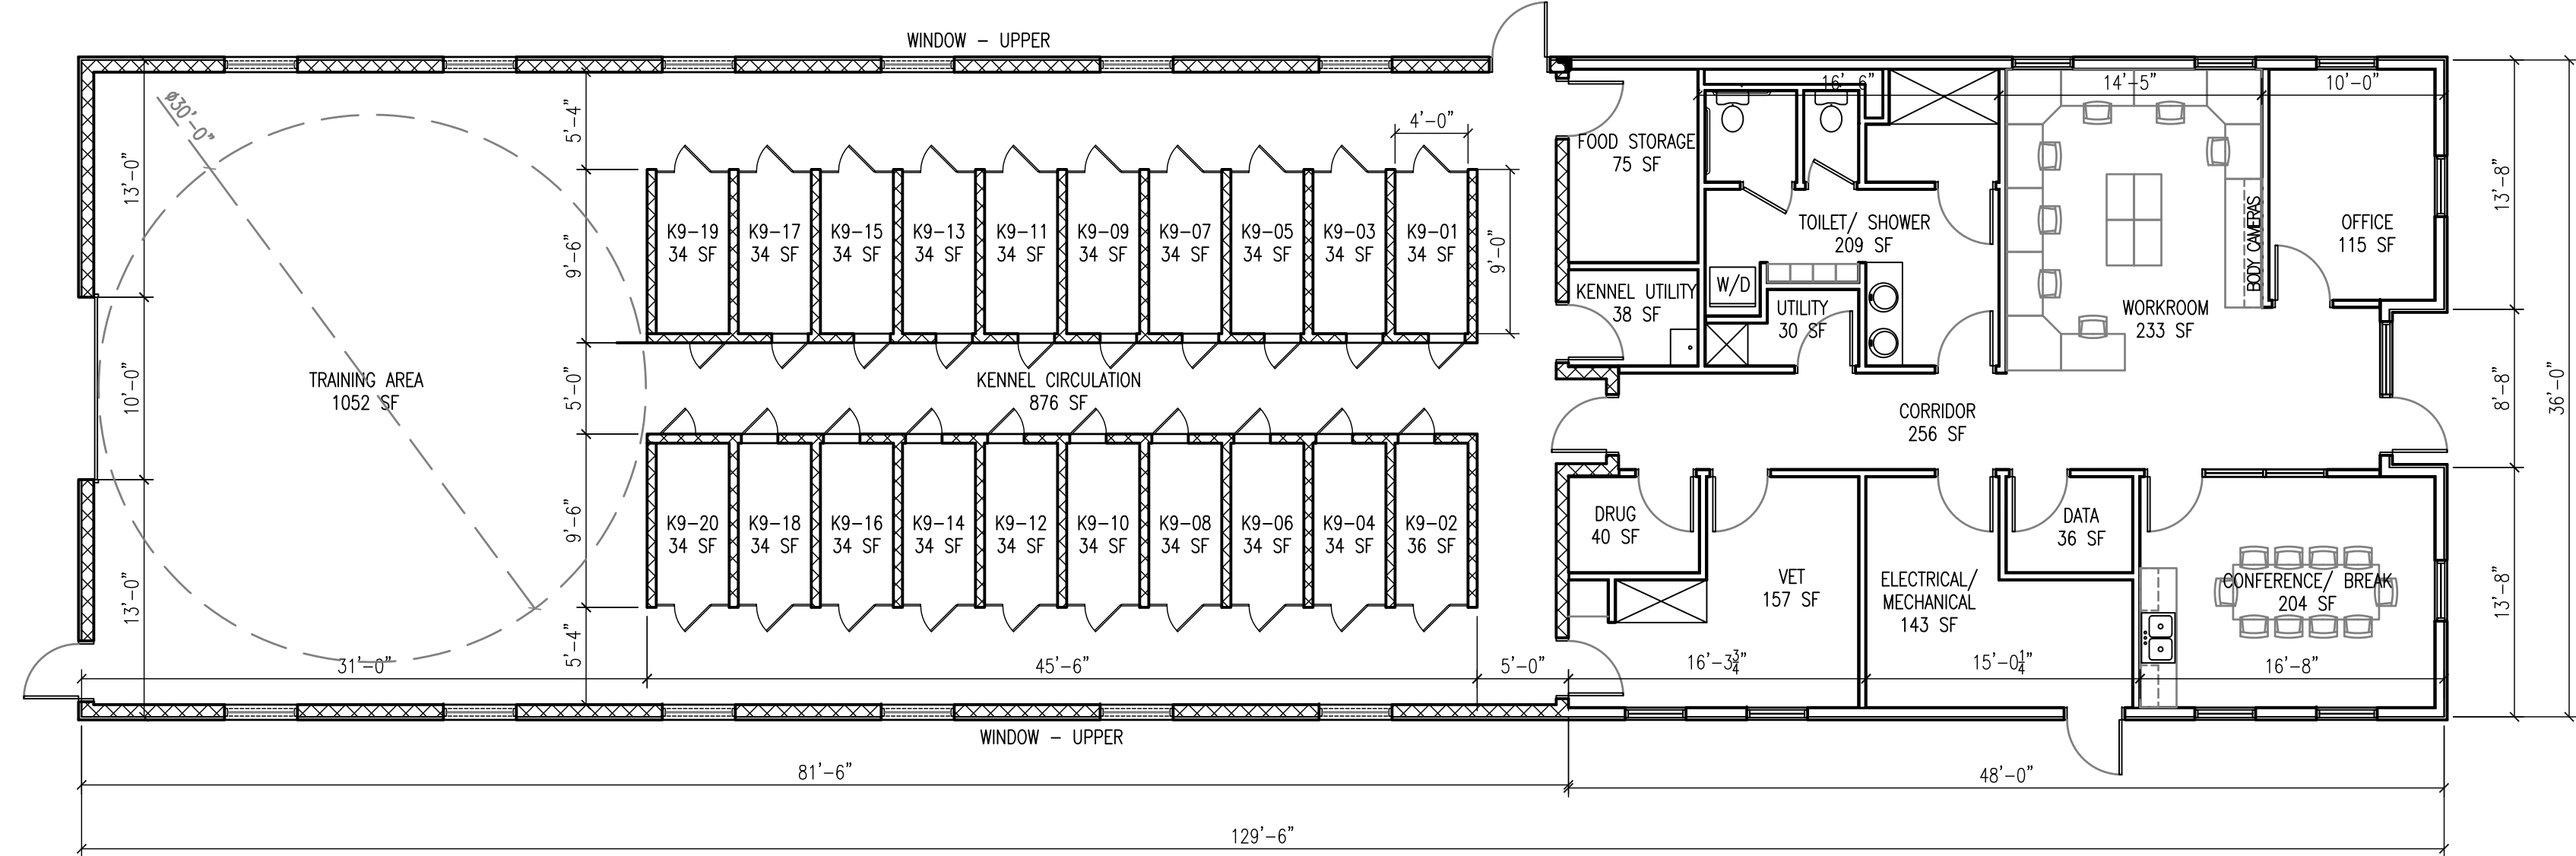 WINDOW – UPPER
ø30'-0"
13'-0"
10'-0"
13'-0"
TRAINING AREA
1052 SF
31'-0"
5'-4"
9'-6"
5'-0"
9'-6"
5'-4"
4'-0"
9'-0"
K9-19
34 SF
K9-17
34 SF
K9-15
34 SF
K9-13
34 SF
K9-11
34 SF
K9-09
34 SF
K9-07
34 SF
K9-05
34 SF
K9-03
34 SF
K9-01
34 SF
KENNEL CIRCULATION
876 SF
K9-20
34 SF
K9-18
34 SF
K9-16
34 SF
K9-14
34 SF
K9-12
34 SF
K9-10
34 SF
K9-08
34 SF
K9-06
34 SF
K9-04
34 SF
K9-02
36 SF
45'-6"
5'-0"
WINDOW – UPPER
FOOD STORAGE
75 SF
KENNEL UTILITY
38 SF
16'-6"
TOILET/ SHOWER
209 SF
W/D
UTILITY
30 SF
14'-5"
BODY CAMERAS
WORKROOM
233 SF
10'-0"
OFFICE
115 SF
CORRIDOR
256 SF
DRUG
40 SF
VET
157 SF
16'-3¾"
ELECTRICAL/
MECHANICAL
143 SF
15'-0¼"
DATA
36 SF
CONFERENCE/ BREAK
204 SF
16'-8"
13'-8"
8'-8"
13'-8"
36'-0"
81'-6"
48'-0"
129'-6"